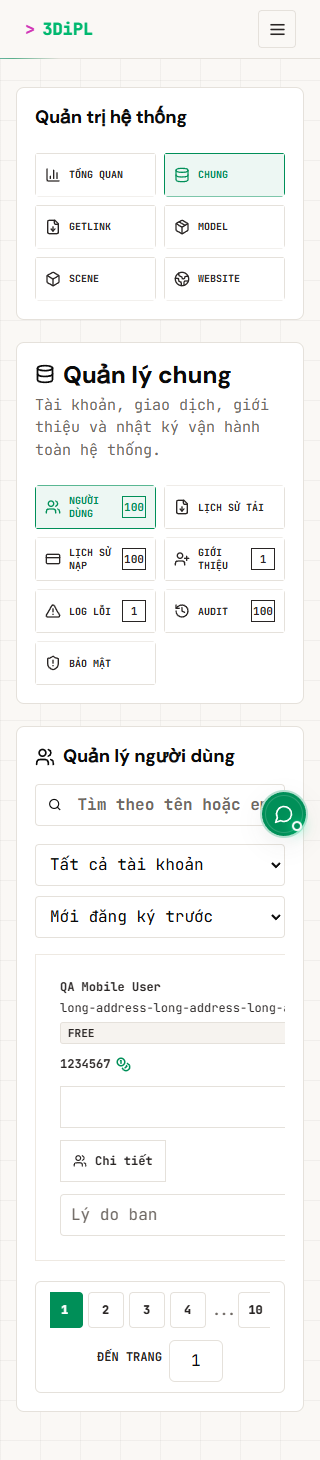 > 3DiPL
Quản trị hệ thống
TỔNG QUAN
CHUNG
GETLINK
MODEL
SCENE
WEBSITE
Quản lý chung
Tài khoản, giao dịch, giới
thiệu và nhật ký vận hành
toàn hệ thống.
NGƯỜI
DÙNG
100
LỊCH SỬ TẢI
LỊCH SỬ
NẠP
100
GIỚI
THIỆU
1
LOG LỖI
1
AUDIT
100
BẢO MẬT
Quản lý người dùng
Tìm theo tên hoặc
Tất cả tài khoản
Mới đăng ký trước
QA Mobile User
long-address-long-address-long-
FREE
1234567
Chi tiết
Lý do ban
1 2 3 4 ... 10
ĐẾN TRANG 1